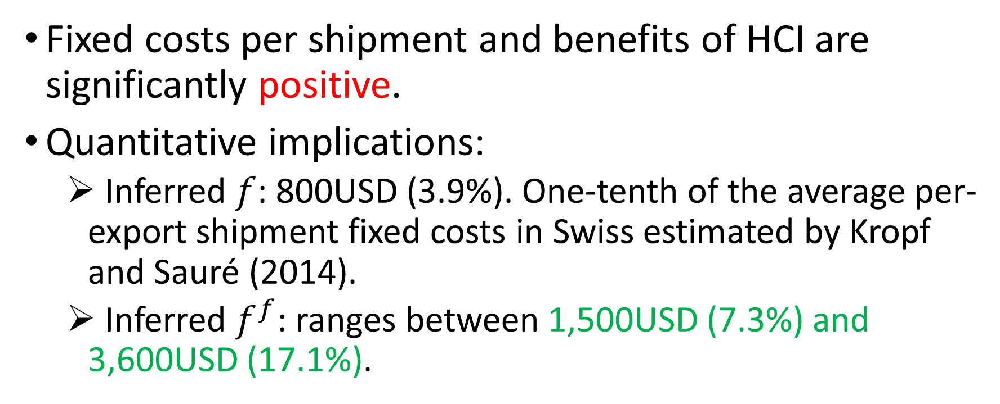 • Fixed costs per shipment and benefits of HCI are
significantly positive.
• Quantitative implications:
➢ Inferred 𝑓: 800USD (3.9%). One-tenth of the average per-
export shipment fixed costs in Swiss estimated by Kropf
and Sauré (2014).
➢ Inferred 𝑓^𝑓: ranges between 1,500USD (7.3%) and
3,600USD (17.1%).